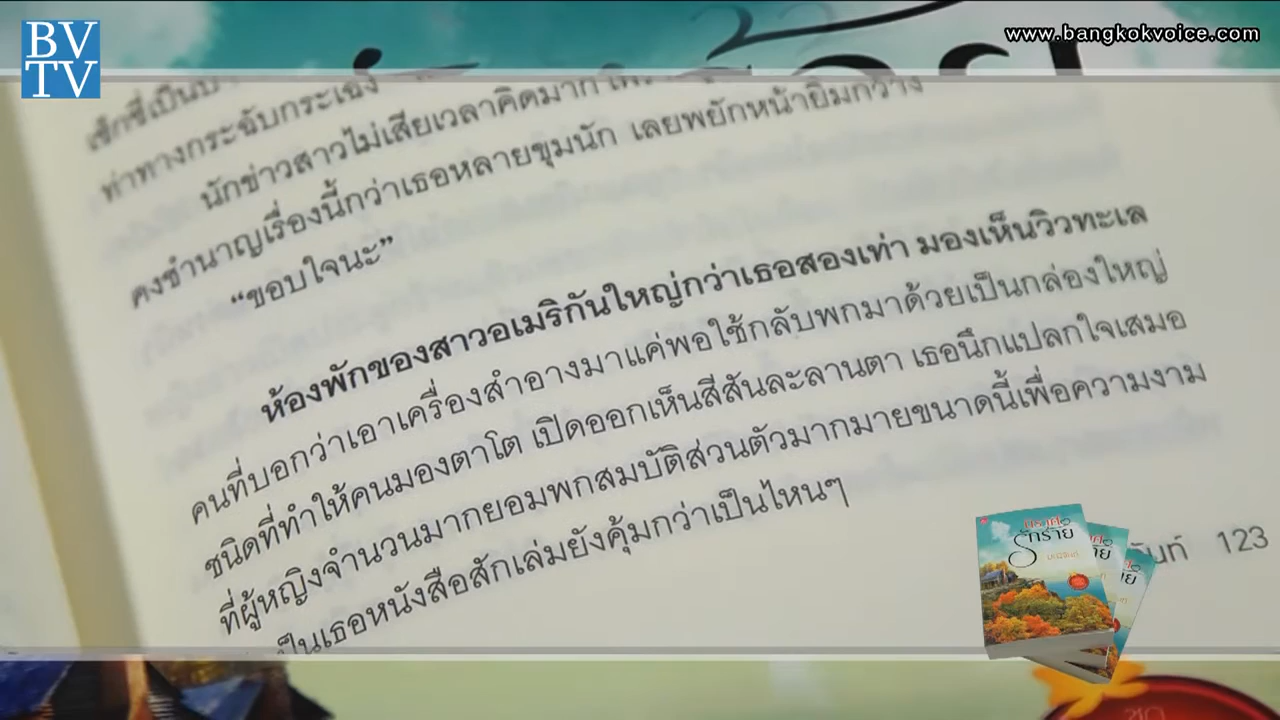 BV
TV
www.bangkokvoice.com
ท่าทางกระฉับกระเฉง
นักข่าวสาวไม่เสียเวลาคิดมาก
คงชำนาญเรื่องนี้กว่าเธอหลายขุมนัก เลยพยักหน้ายิ้มกว้าง
“ขอบใจนะ”
ห้องพักของสาวอเมริกันใหญ่กว่าเธอสองเท่า มองเห็นวิวทะเล
คนที่บอกว่าเอาเครื่องสำอางมาแค่พอใช้กลับพกมาด้วยเป็นกล่องใหญ่
ชนิดที่ทำให้คนมองตาโต เปิดออกเห็นสีสันละลานตา เธอนึกแปลกใจเสมอ
ที่ผู้หญิงจำนวนมากยอมพกสมบัติส่วนตัวมากมายขนาดนี้เพื่อความงาม
เป็นเธอหนังสือสักเล่มยังคุ้มกว่าเป็นไหนๆ
123
รักร้าย
ชุด